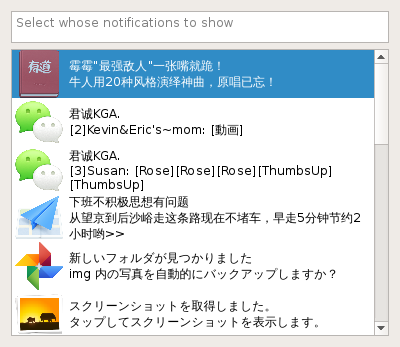 Select whose notifications to show
有道
霉霉"最强敌人"一张嘴就跪！
牛人用20种风格演绎神曲，原唱已忘！
君诚KGA.
[2]Kevin&Eric's~mom: [動画]
君诚KGA.
[3]Susan: [Rose][Rose][Rose][ThumbsUp]
[ThumbsUp]
下班不积极思想有问题
从望京到后沙峪走这条路现在不堵车，早走5分钟节约2
小时哟>>
新しいフォルダが見つかりました
img 内の写真を自動的にバックアップしますか？
スクリーンショットを取得しました。
タップしてスクリーンショットを表示します。